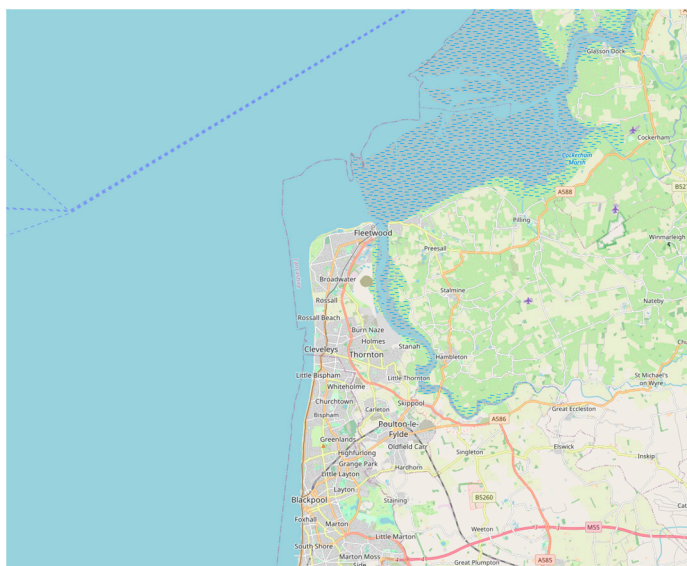 Glasson Dock
Cockerham
Cockerham
Marsh
A588
Pilling
Fleetwood
Winmarleigh
Preesall
Broadwater
Stalmine
Nateby
Rossall
Rossall Beach
Burn Naze
Holmes
Stanah
Cleveleys
Thornton
Hambleton
Little Bispham
Little Thornton
St Michael's
on Wyre
Whiteholme
Churchtown
Carleton
Skippool
Great Eccleston
Bispham
A586
Poulton-le-
Fylde
Greenlands
Oldfield Carr
Elswick
Highfurlong
Singleton
Inskip
Grange Park
Hardhorn
Little Layton
Layton
B5260
Blackpool
Staining
Foxhall
Marton
Weeton
M55
Little Marton
South Shore
Marton Moss
Side
Great Plumpton
A585